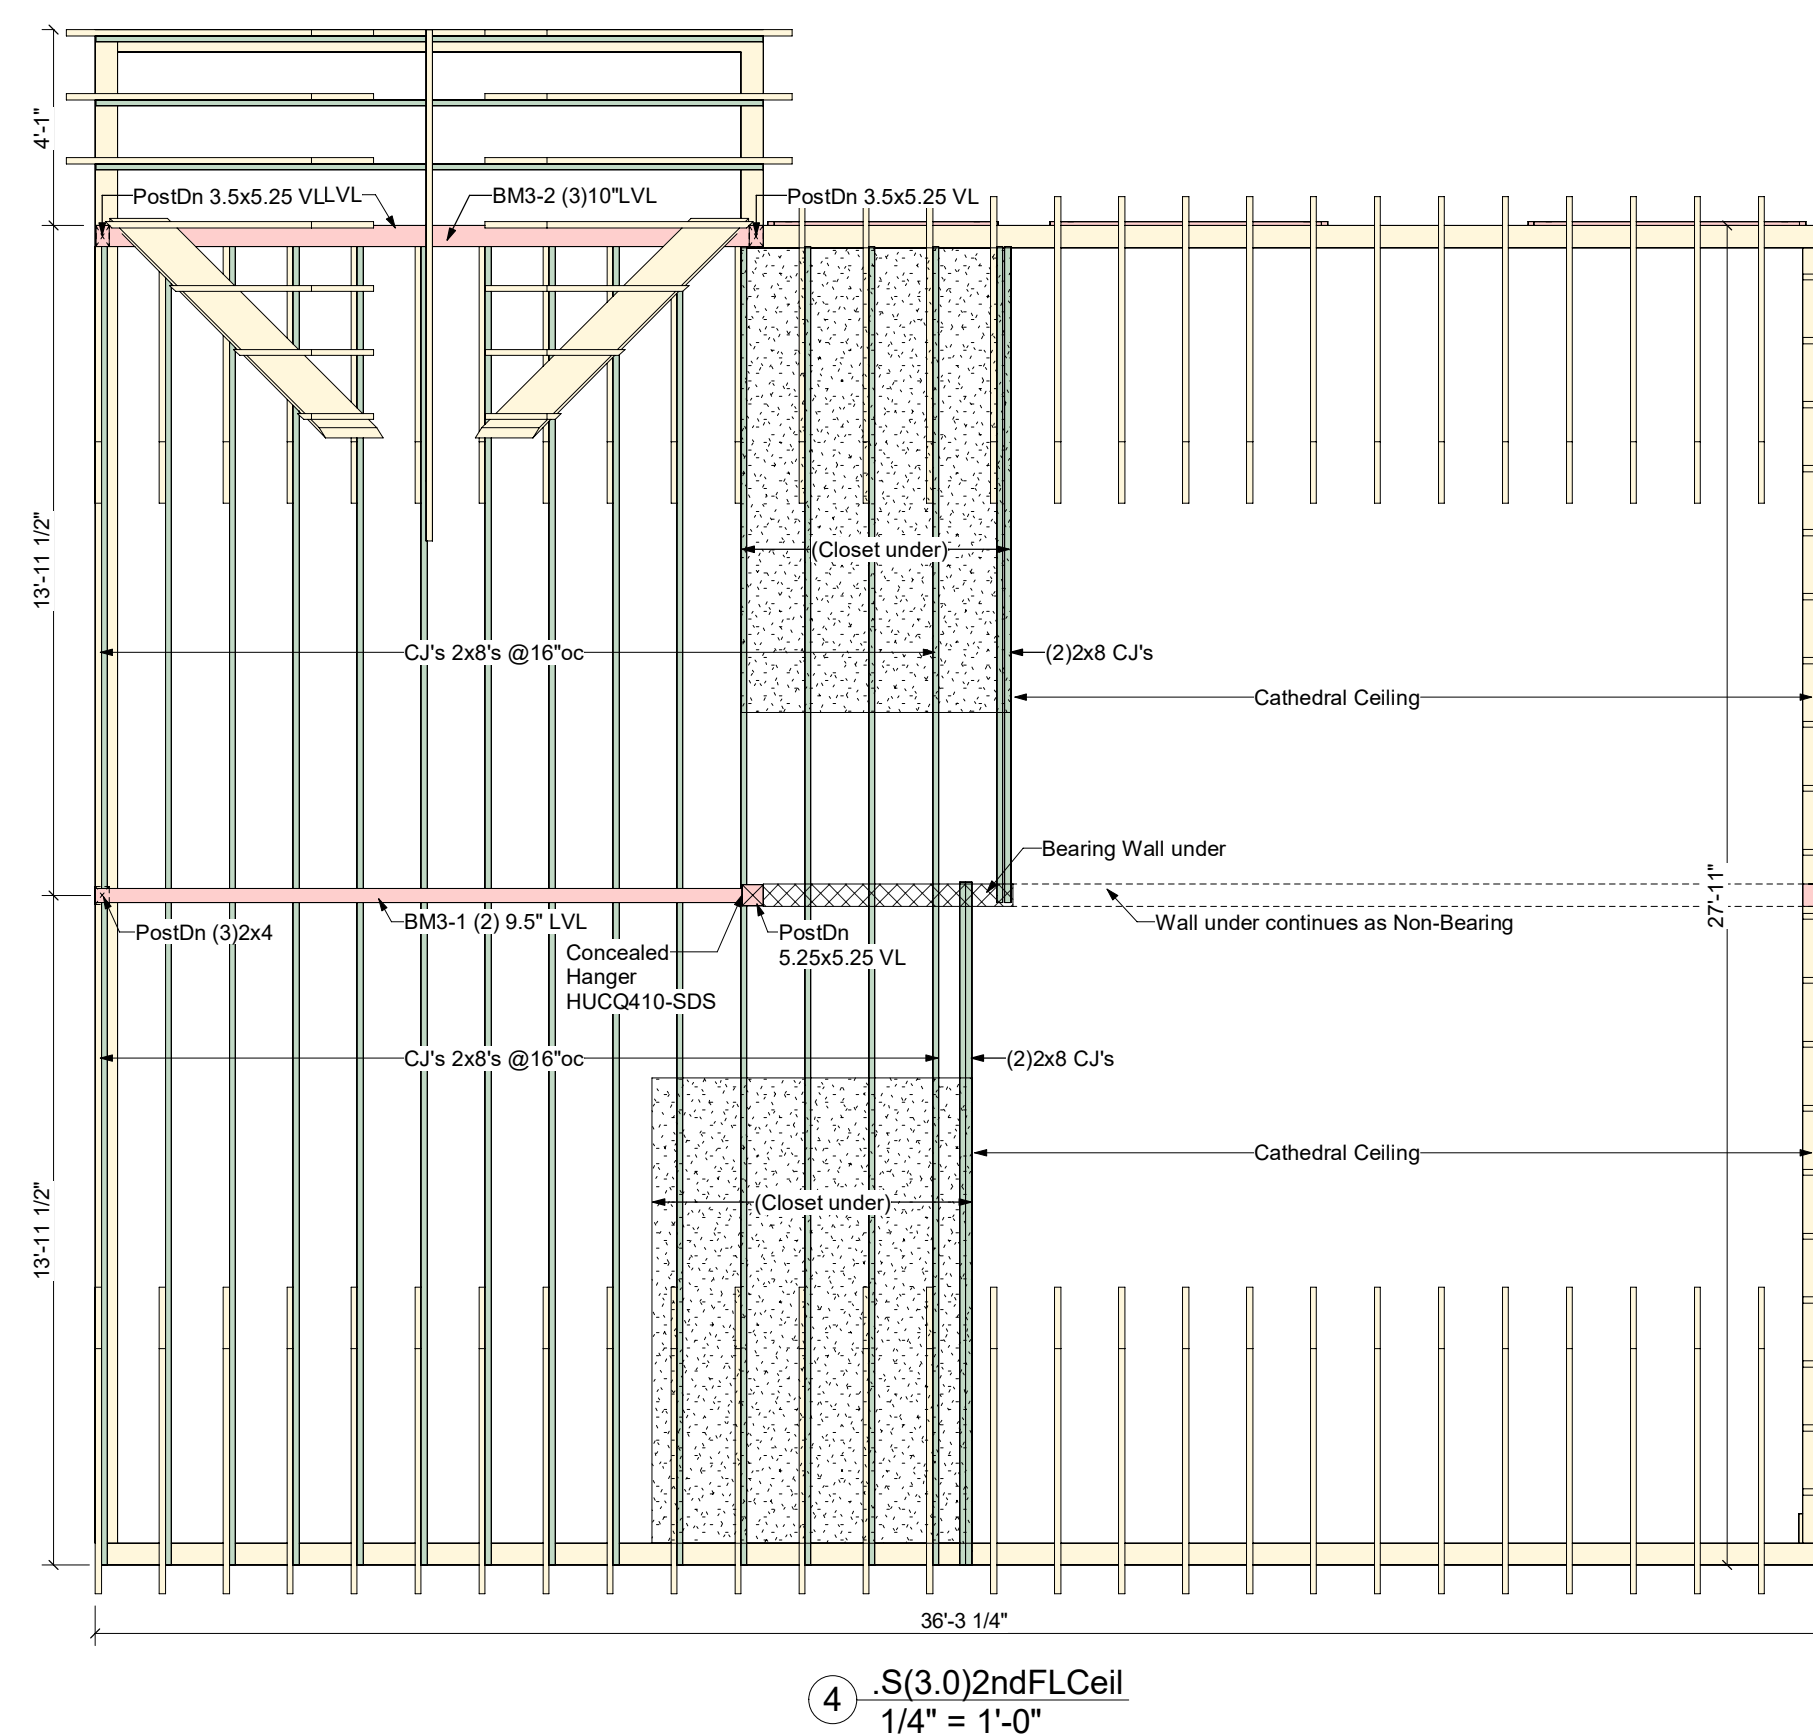 4'-1"
PostDn 3.5x5.25 VL
LVL
BM3-2 (3)10"LVL
PostDn 3.5x5.25 VL
13'-11 1/2"
(Closet under)
CJ's 2x8's @16"oc
(2)2x8 CJ's
Cathedral Ceiling
Bearing Wall under
27'-11"
Wall under continues as Non-Bearing
BM3-1 (2) 9.5" LVL
PostDn (3)2x4
PostDn
5.25x5.25 VL
Concealed
Hanger
HUCQ410-SDS
CJ's 2x8's @16"oc
(2)2x8 CJ's
Cathedral Ceiling
13'-11 1/2"
(Closet under)
36'-3 1/4"
4
.S(3.0)2ndFLCeil
1/4" = 1'-0"